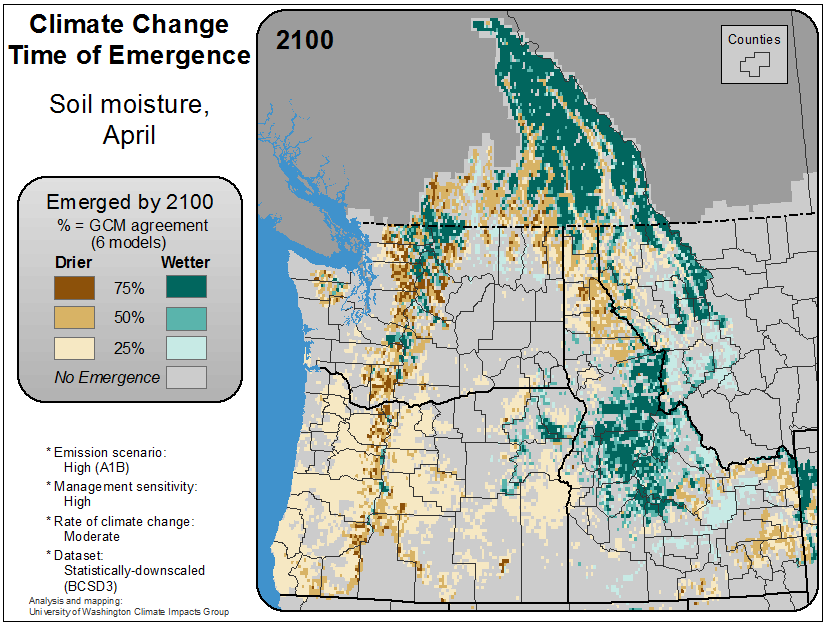 Climate Change
Time of Emergence
Soil moisture,
April
Emerged by 2100
% = GCM agreement
(6 models)
Drier Wetter
75%
50%
25%
No Emergence
* Emission scenario:
High (A1B)
* Management sensitivity:
High
* Rate of climate change:
Moderate
* Dataset:
Statistically-downscaled
(BCSD3)
Analysis and mapping:
University of Washington Climate Impacts Group
2100
Counties